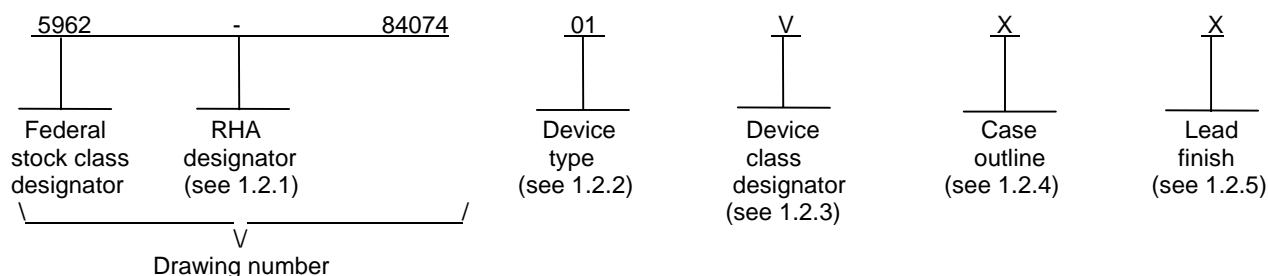 5962 - 84074 01 V X X
Federal stock class designator
RHA designator (see 1.2.1)
Device type (see 1.2.2)
Device class designator (see 1.2.3)
Case outline (see 1.2.4)
Lead finish (see 1.2.5)
\ /
\/
Drawing number